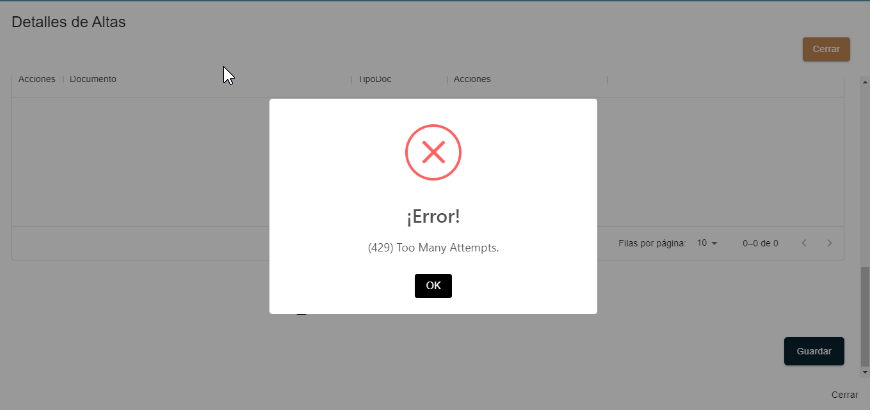 Detalles de Altas
Cerrar
Acciones Documento TipoDoc Acciones
¡Error!
(429) Too Many Attempts.
Filas por página: 10 0–0 de 0
OK
Guardar
Cerrar